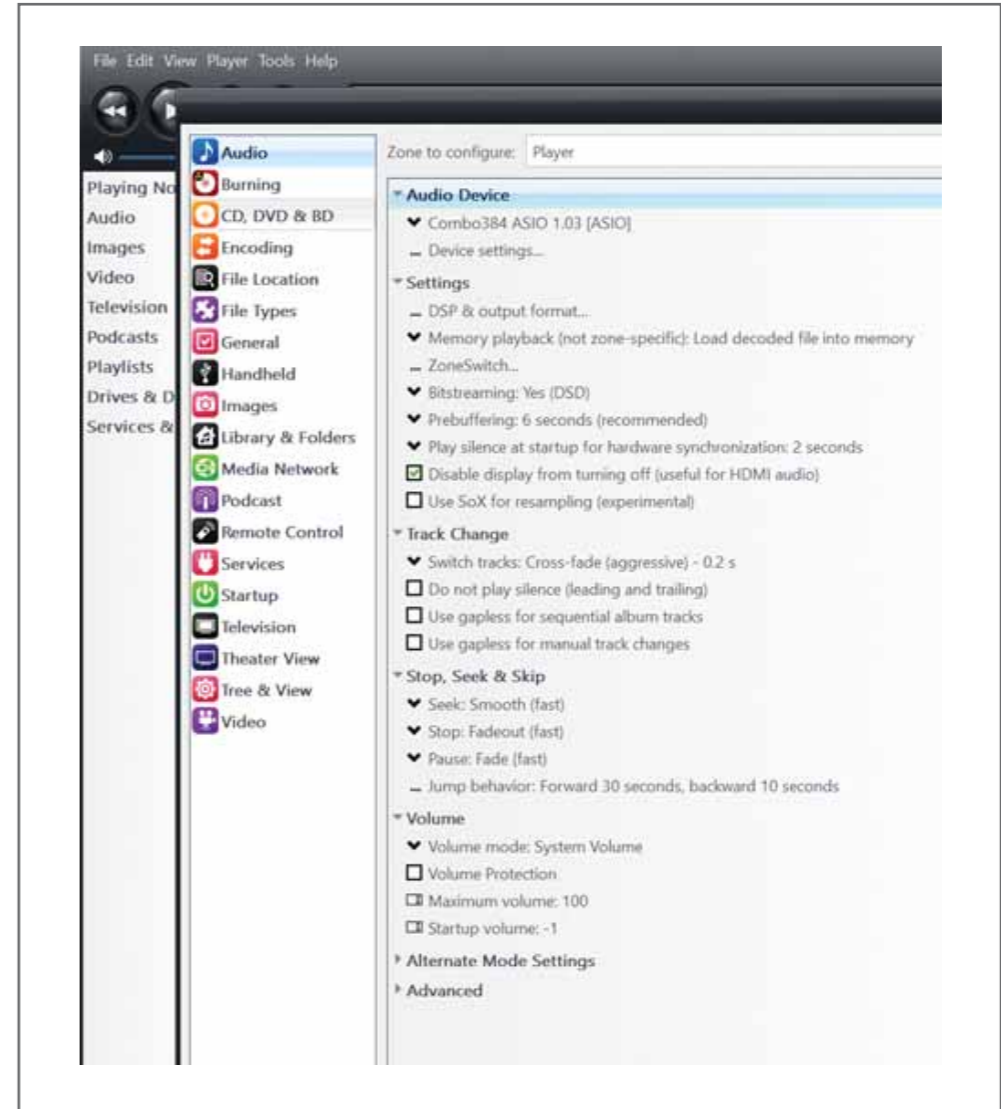 File Edit View Player Tools Help
Playing No
Audio
Images
Video
Television
Podcasts
Playlists
Drives & D
Services &
Audio
Burning
CD, DVD & BD
Encoding
File Location
File Types
General
Handheld
Images
Library & Folders
Media Network
Podcast
Remote Control
Services
Startup
Television
Theater View
Tree & View
Video
Zone to configure: Player
Audio Device
Combo384 ASIO 1.03 [ASIO]
Device settings...
Settings
DSP & output format...
Memory playback (not zone-specific): Load decoded file into memory
ZoneSwitch...
Bitstreaming: Yes (DSD)
Prebuffering: 6 seconds (recommended)
Play silence at startup for hardware synchronization: 2 seconds
Disable display from turning off (useful for HDMI audio)
Use SoX for resampling (experimental)
Track Change
Switch tracks: Cross-fade (aggressive) - 0.2 s
Do not play silence (leading and trailing)
Use gapless for sequential album tracks
Use gapless for manual track changes
Stop, Seek & Skip
Seek: Smooth (fast)
Stop: Fadeout (fast)
Pause: Fade (fast)
Jump behavior: Forward 30 seconds, backward 10 seconds
Volume
Volume mode: System Volume
Volume Protection
Maximum volume: 100
Startup volume: -1
Alternate Mode Settings
Advanced